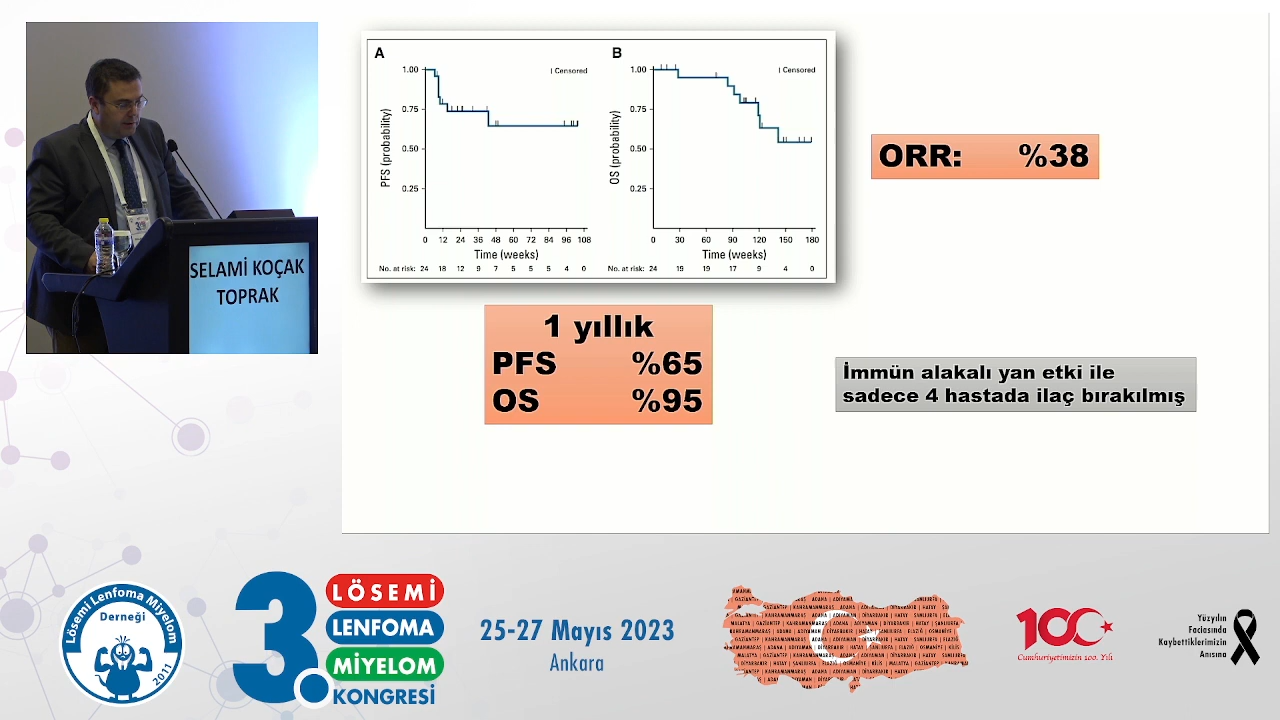 SELAMİ KOÇAK
TOPRAK
A
1.00
0.75
0.50
0.25
PFS (probability)
| Censored
0 12 24 36 48 60 72 84 96 108
Time (weeks)
No. at risk: 24 18 12 9 7 5 5 5 4 0
B
1.00
0.75
0.50
0.25
OS (probability)
| Censored
0 30 60 90 120 150 180
Time (weeks)
No. at risk: 24 19 19 17 9 4 0
ORR: %38
1 yıllık
PFS %65
OS %95
İmmün alakalı yan etki ile
sadece 4 hastada ilaç bırakılmış
Lösemi Lenfoma Miyelom
Derneği
2021
3.
LÖSEMİ
LENFOMA
MİYELOM
KONGRESİ
25-27 Mayıs 2023
Ankara
100
Cumhuriyetimizin 100. Yılı
Yüzyılın
Faciasında
Kaybettiklerimizin
Anısına